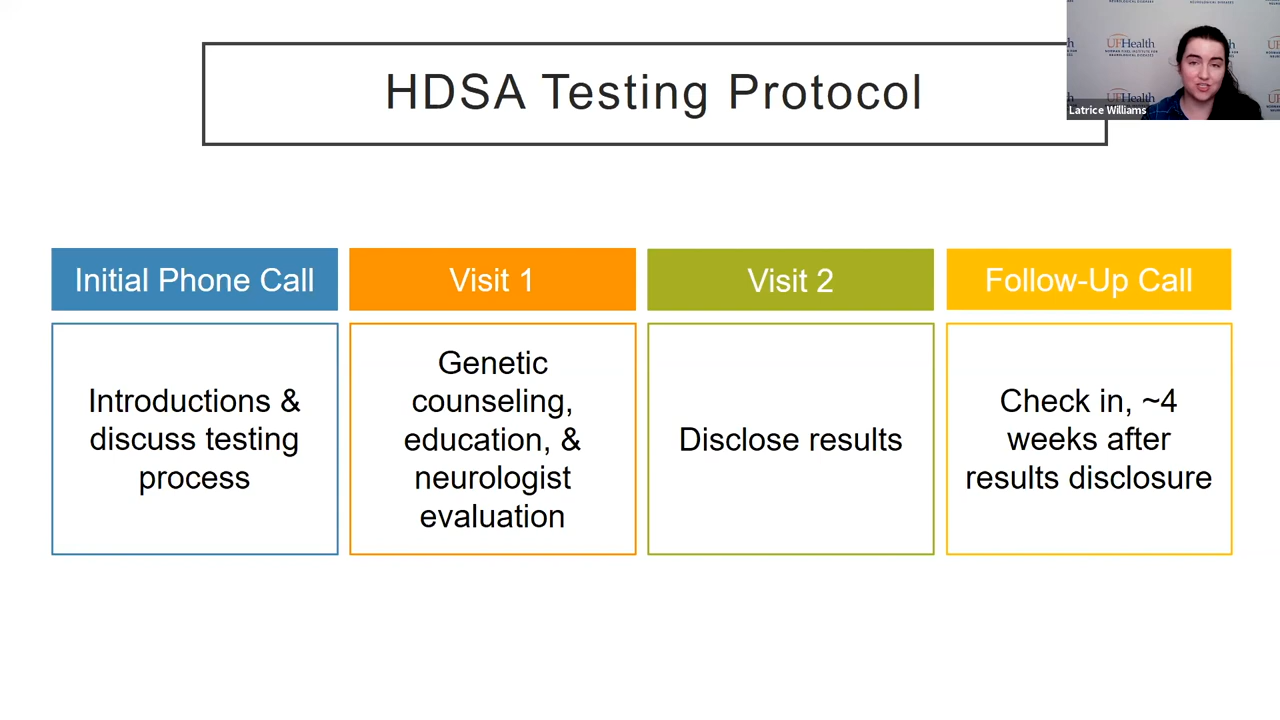 HDSA Testing Protocol
UFHealth
UFHealth
Latrice Williams
Initial Phone Call
Introductions &
discuss testing
process
Visit 1
Genetic
counseling,
education, &
neurologist
evaluation
Visit 2
Disclose results
Follow-Up Call
Check in, ~4
weeks after
results disclosure